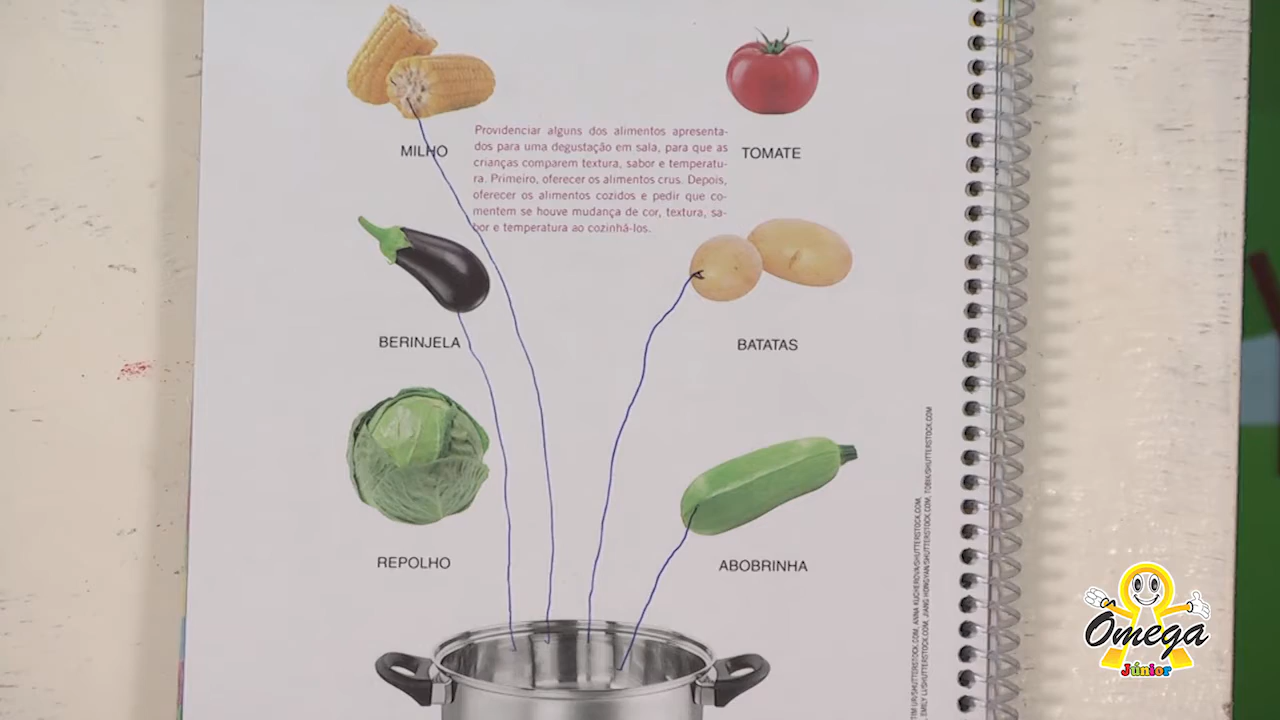 MILHO
Providenciar alguns dos alimentos apresenta-
dos para uma degustação em sala, para que as
crianças comparem textura, sabor e temperatu-
ra. Primeiro, oferecer os alimentos crus. Depois,
oferecer os alimentos cozidos e pedir que co-
mentem se houve mudança de cor, textura, sa-
bor e temperatura ao cozinhá-los.
TOMATE
BERINJELA
BATATAS
REPOLHO
ABOBRINHA
Omega
Júnior